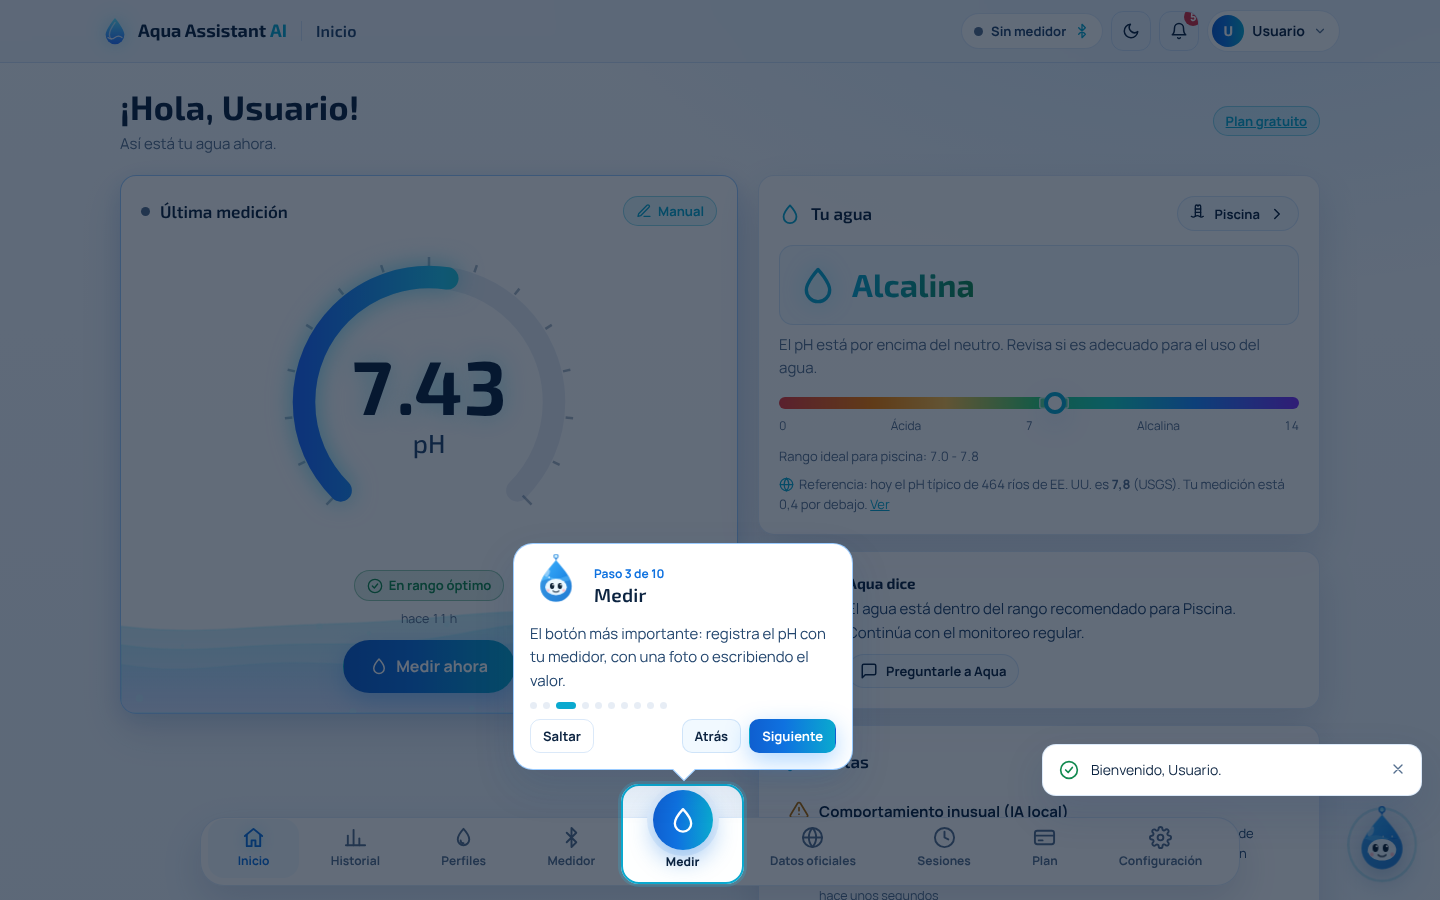 Aqua Assistant AI
Inicio
Sin medidor
5
U
Usuario
¡Hola, Usuario!
Así está tu agua ahora.
Plan gratuito
Última medición
Manual
7.43
pH
En rango óptimo
hace 11 h
Medir ahora
Tu agua
Piscina
Alcalina
El pH está por encima del neutro. Revisa si es adecuado para el uso del
agua.
0
Ácida
7
Alcalina
14
Rango ideal para piscina: 7.0 - 7.8
Referencia: hoy el pH típico de 464 ríos de EE. UU. es 7,8 (USGS). Tu medición está
0,4 por debajo. Ver
Aqua dice
El agua está dentro del rango recomendado para Piscina.
Continúa con el monitoreo regular.
Preguntarle a Aqua
Paso 3 de 10
Medir
El botón más importante: registra el pH con
tu medidor, con una foto o escribiendo el
valor.
Saltar
Atrás
Siguiente
Bienvenido, Usuario.
Comportamiento inusual (IA local)
de
n
hace unos segundos
Inicio
Historial
Perfiles
Medidor
Medir
Datos oficiales
Sesiones
Plan
Configuración